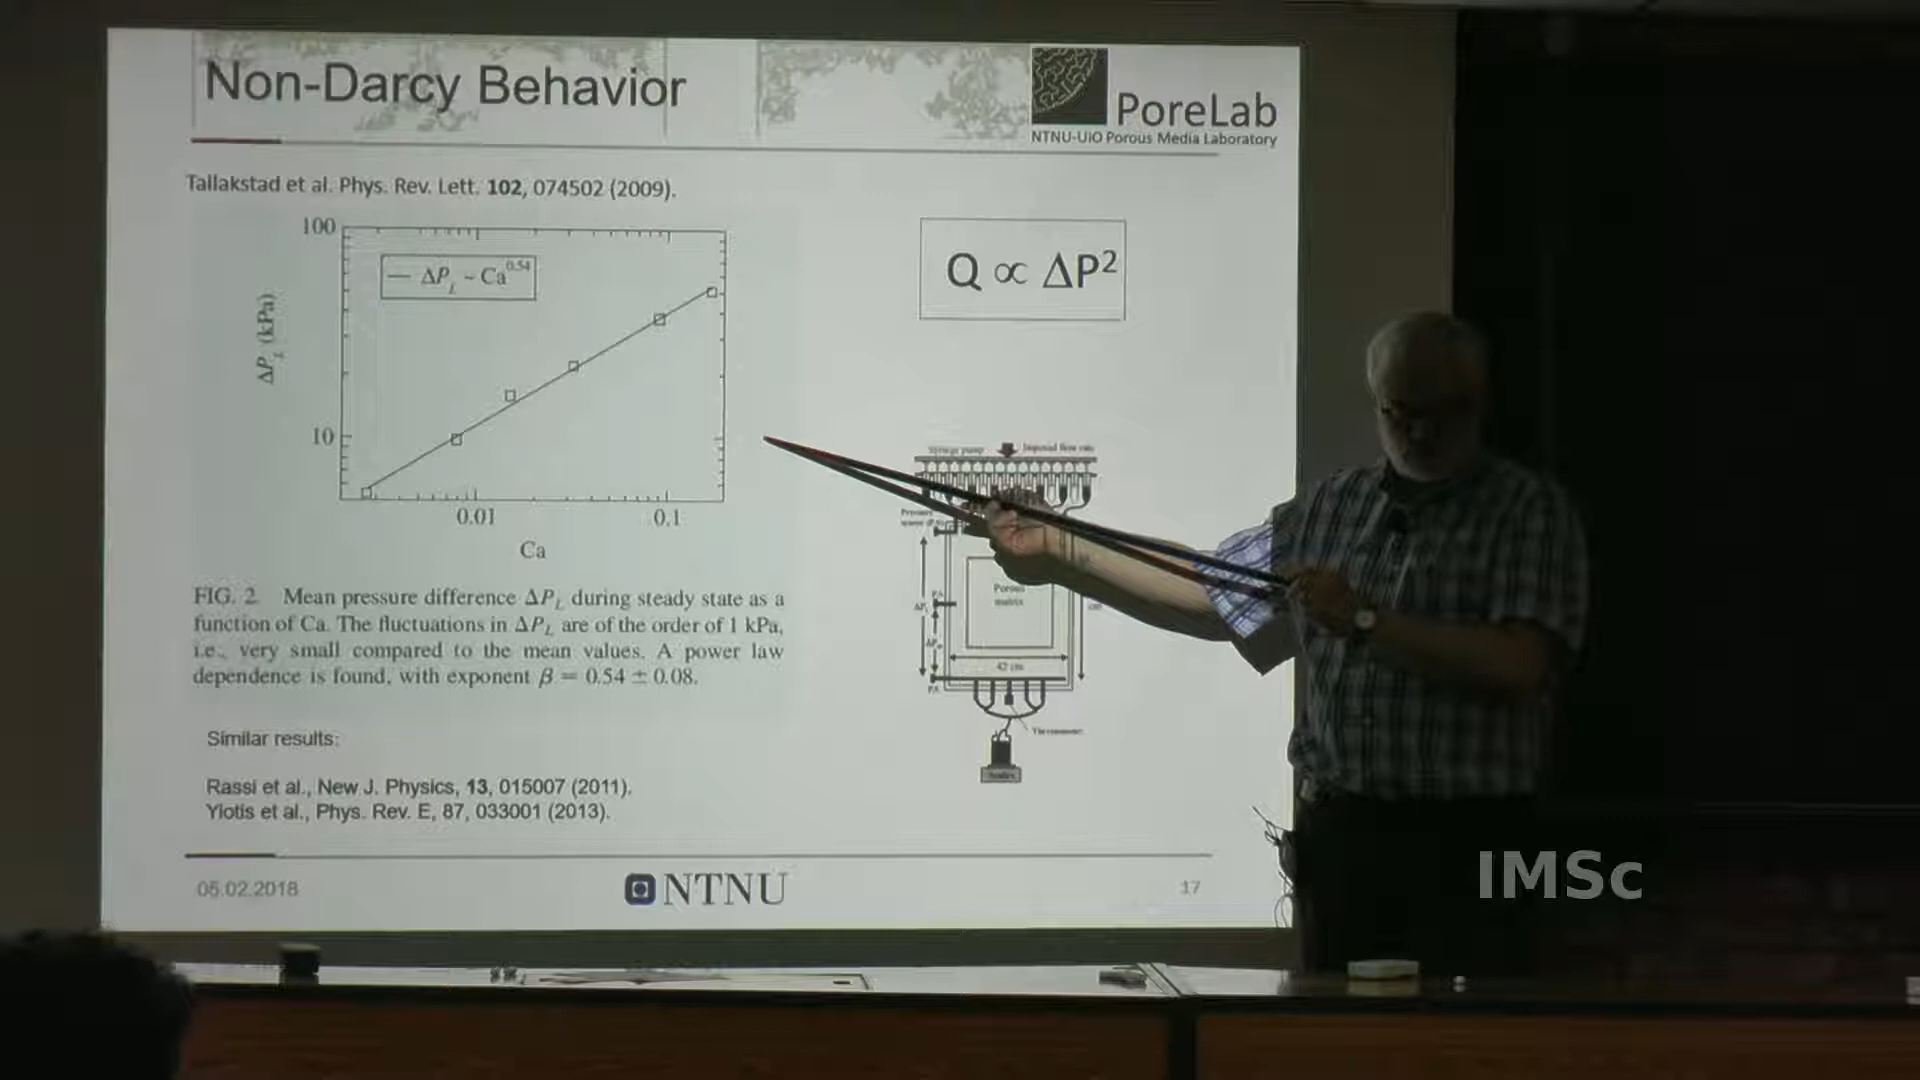 Non-Darcy Behavior
PoreLab
NTNU-UiO Porous Media Laboratory
Tallakstad et al. Phys. Rev. Lett. 102, 074502 (2009).
100
ΔP_L ~ Ca^0.54
ΔP_L (kPa)
10
0.01 0.1
Ca
Q ∝ ΔP²
Syringe pump Imposed flow rate
Porous
matrix
42 cm
FIG. 2. Mean pressure difference ΔP_L during steady state as a
function of Ca. The fluctuations in ΔP_L are of the order of 1 kPa,
i.e., very small compared to the mean values. A power law
dependence is found, with exponent β = 0.54 ± 0.08.
Similar results:
Rassi et al., New J. Physics, 13, 015007 (2011).
Yiotis et al., Phys. Rev. E, 87, 033001 (2013).
05.02.2018
NTNU
17
IMSc